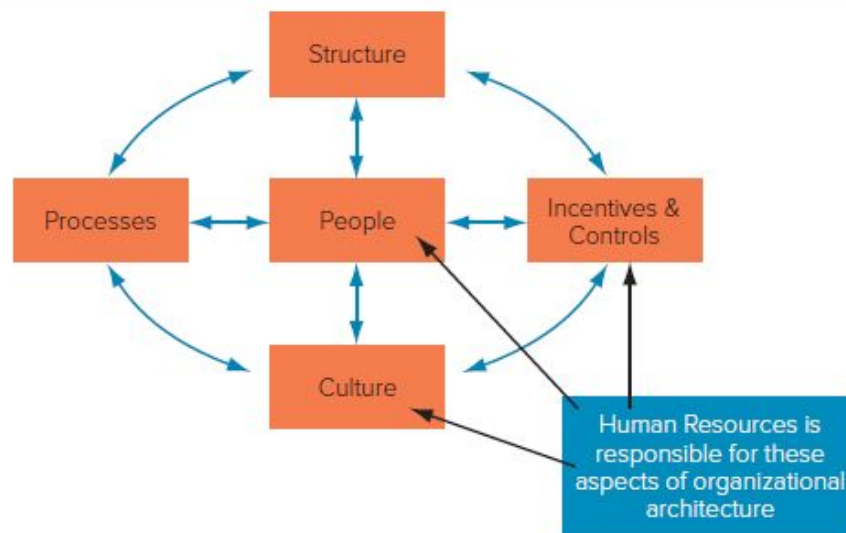 Structure
Processes
People
Incentives &
Controls
Culture
Human Resources is
responsible for these
aspects of organizational
architecture